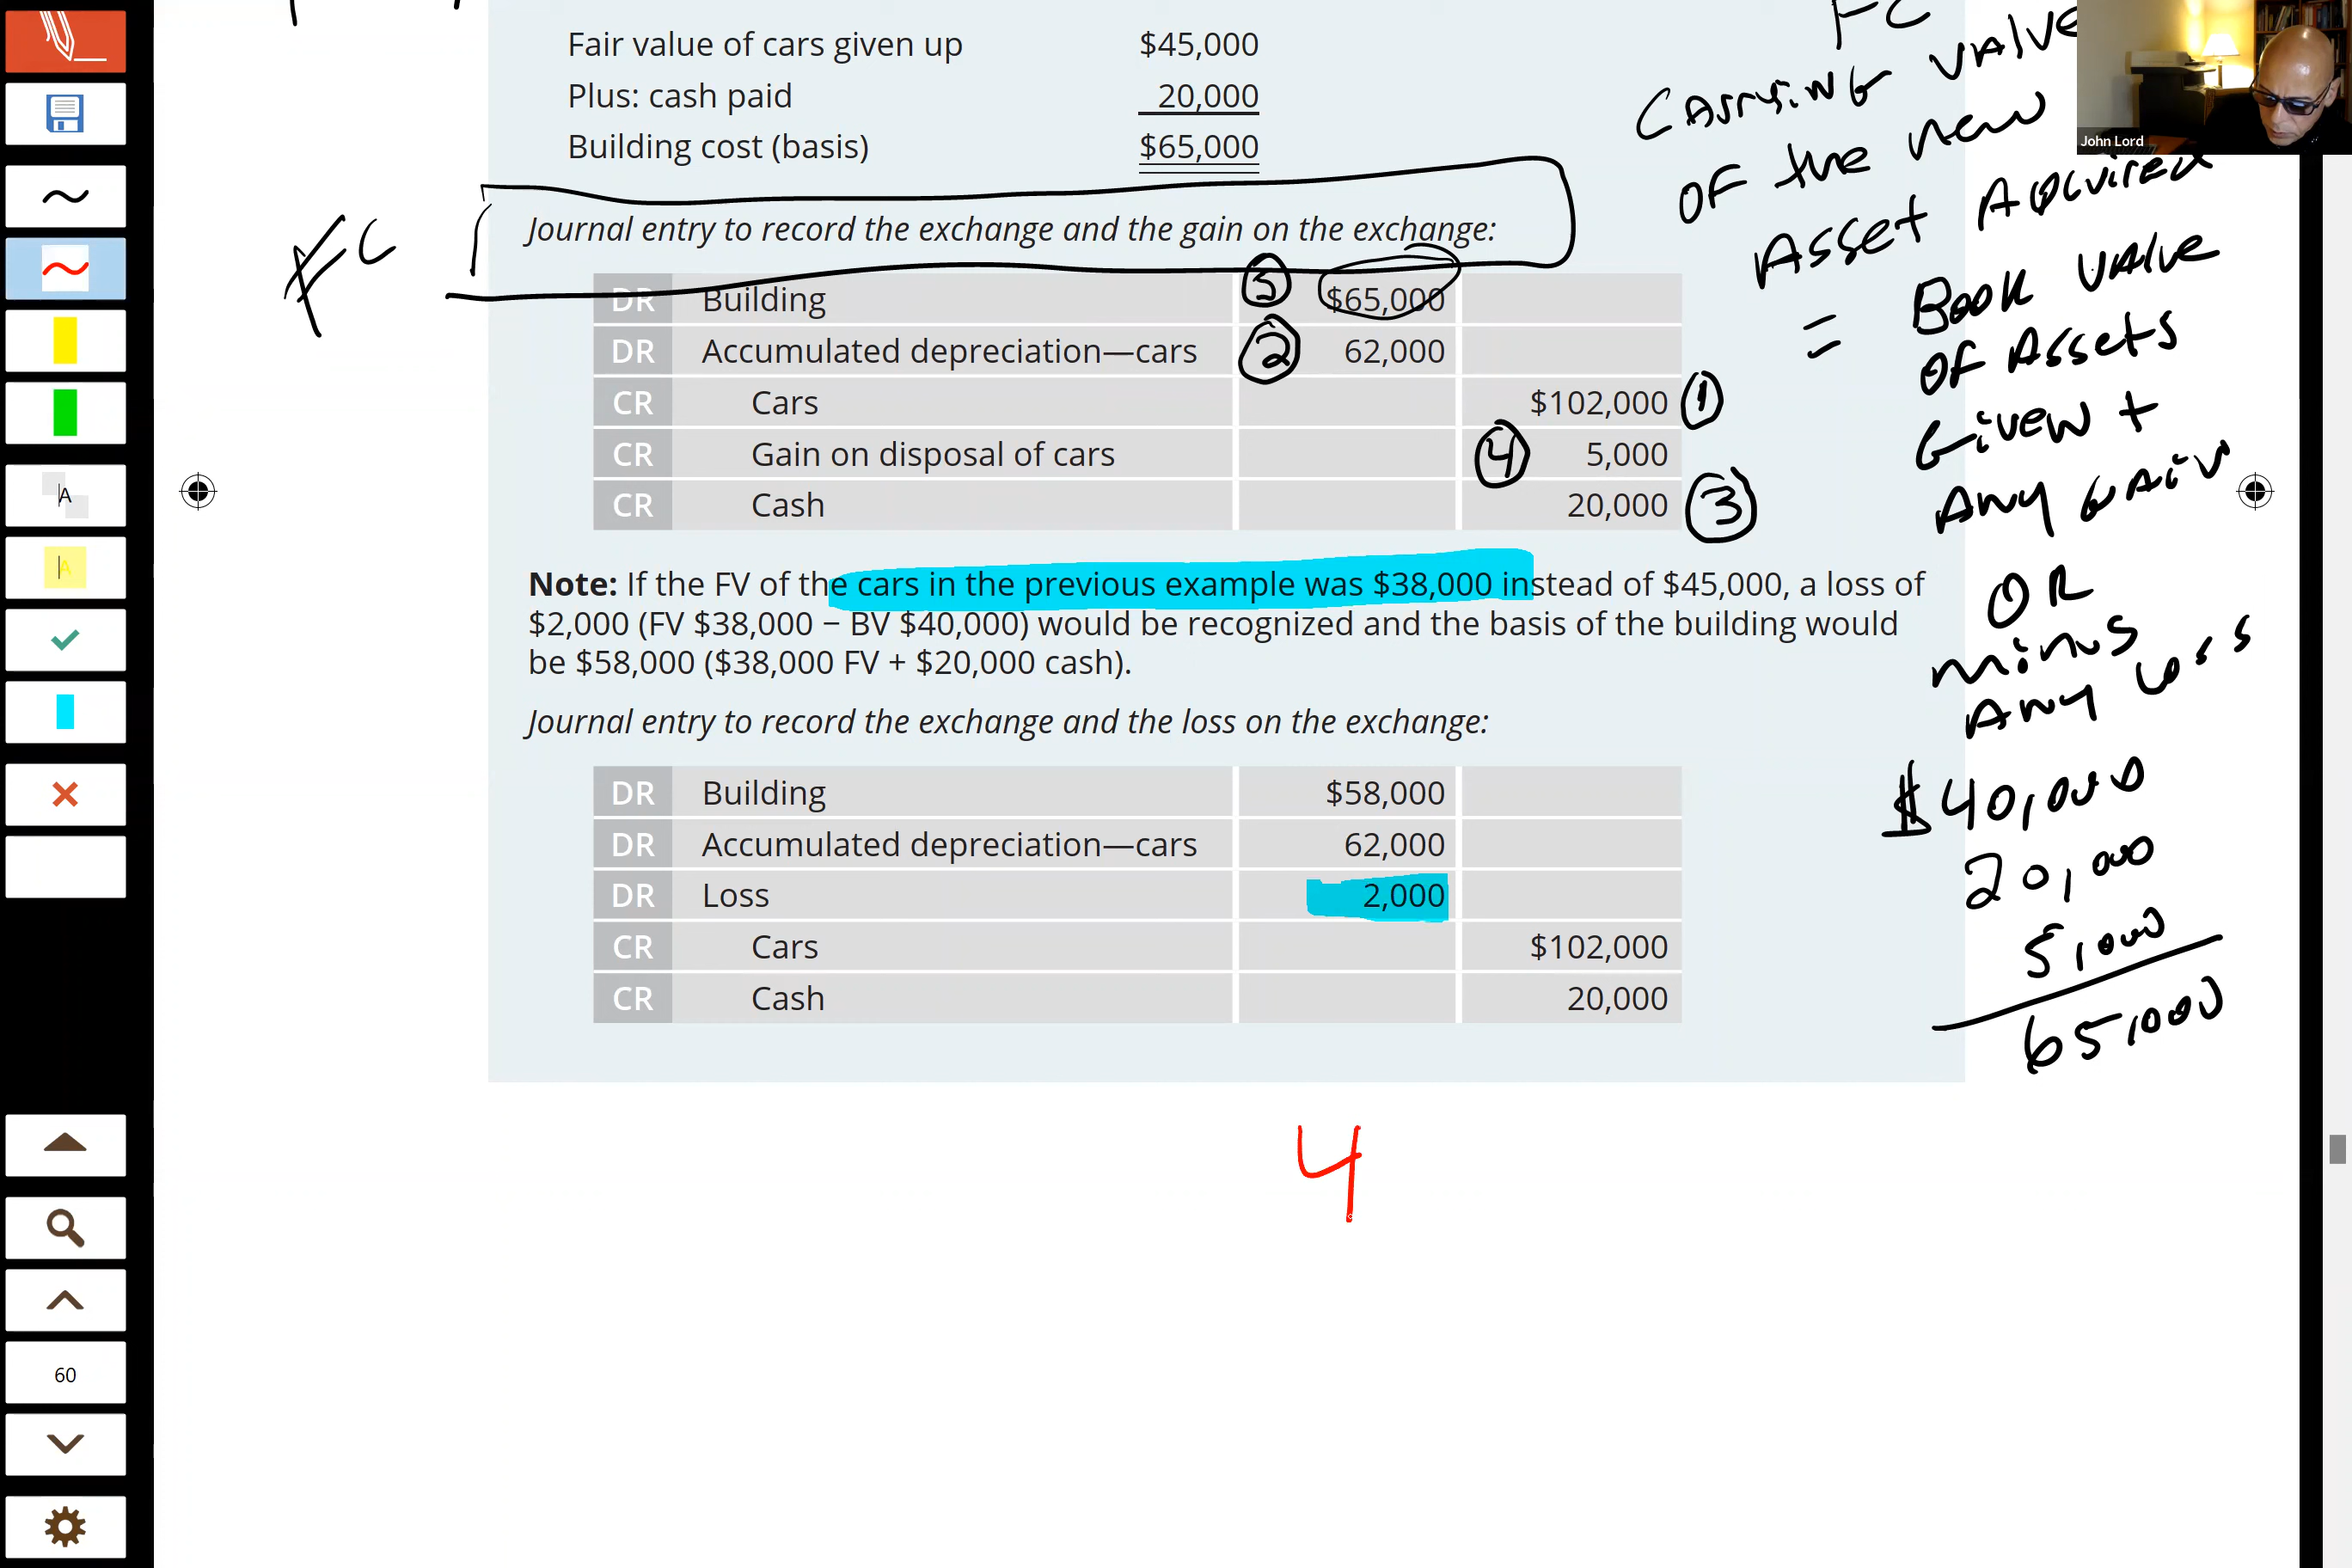 Fair value of cars given up $45,000
Plus: cash paid 20,000
Building cost (basis) $65,000
Journal entry to record the exchange and the gain on the exchange:
DR Building 5 $65,000
DR Accumulated depreciation—cars 2 62,000
CR Cars $102,000 1
CR Gain on disposal of cars 4 5,000
CR Cash 20,000 3
Note: If the FV of the cars in the previous example was $38,000 instead of $45,000, a loss of
$2,000 (FV $38,000 − BV $40,000) would be recognized and the basis of the building would
be $58,000 ($38,000 FV + $20,000 cash).
Journal entry to record the exchange and the loss on the exchange:
DR Building $58,000
DR Accumulated depreciation—cars 62,000
DR Loss 2,000
CR Cars $102,000
CR Cash 20,000
4
FC
FC
Carrying value
of the new
Asset Acquired
= Book value
of Assets
Given +
Any gain
OR
minus
Any Loss
$40,000
20,000
5,000
65,000
John Lord
A
A
60